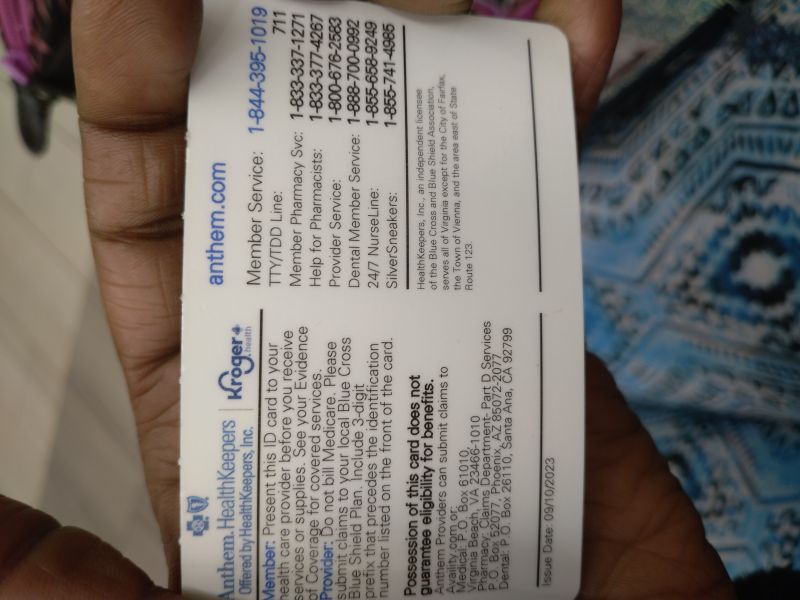 Anthem. HealthKeepers
Offered by HealthKeepers, Inc.
Kroger
health
anthem.com
Member: Present this ID card to your
health care provider before you receive
services or supplies. See your Evidence
of Coverage for covered services.
Provider: Do not bill Medicare. Please
submit claims to your local Blue Cross
Blue Shield Plan. Include 3-digit
prefix that precedes the identification
number listed on the front of the card.
Possession of this card does not
guarantee eligibility for benefits.
Anthem Providers can submit claims to
Availity.com or:
Medical P.O. Box 61010,
Virginia Beach, VA 23466-1010
Pharmacy: Claims Department- Part D Services
P.O. Box 52077, Phoenix, AZ 85072-2077
Dental: P.O. Box 26110, Santa Ana, CA 92799
Issue Date: 09/10/2023
Member Service: 1-844-395-1019
TTY/TDD Line: 711
Member Pharmacy Svc: 1-833-337-1271
Help for Pharmacists: 1-833-377-4267
Provider Service: 1-800-676-2583
Dental Member Service: 1-888-700-0992
24/7 NurseLine: 1-855-658-9249
SilverSneakers: 1-855-741-4985
HealthKeepers, Inc., an independent licensee
of the Blue Cross and Blue Shield Association,
serves all of Virginia except for the City of Fairfax,
the Town of Vienna, and the area east of State
Route 123.